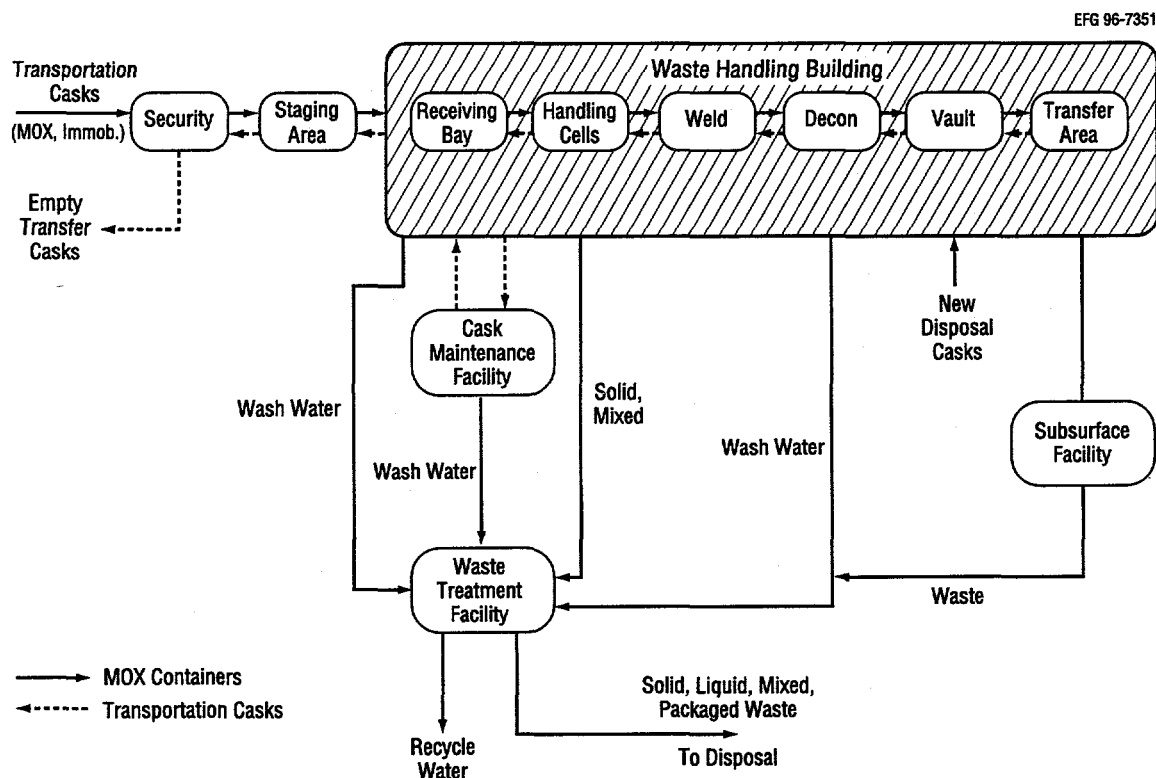 EFG 96-7351
Transportation
Casks
(MOX, Immob.)
Security
Staging
Area
Waste Handling Building
Receiving
Bay
Handling
Cells
Weld
Decon
Vault
Transfer
Area
Empty
Transfer
Casks
Cask
Maintenance
Facility
New
Disposal
Casks
Wash Water
Solid,
Mixed
Wash Water
Wash Water
Subsurface
Facility
Waste
Treatment
Facility
Waste
MOX Containers
Transportation Casks
Recycle
Water
Solid, Liquid, Mixed,
Packaged Waste
To Disposal